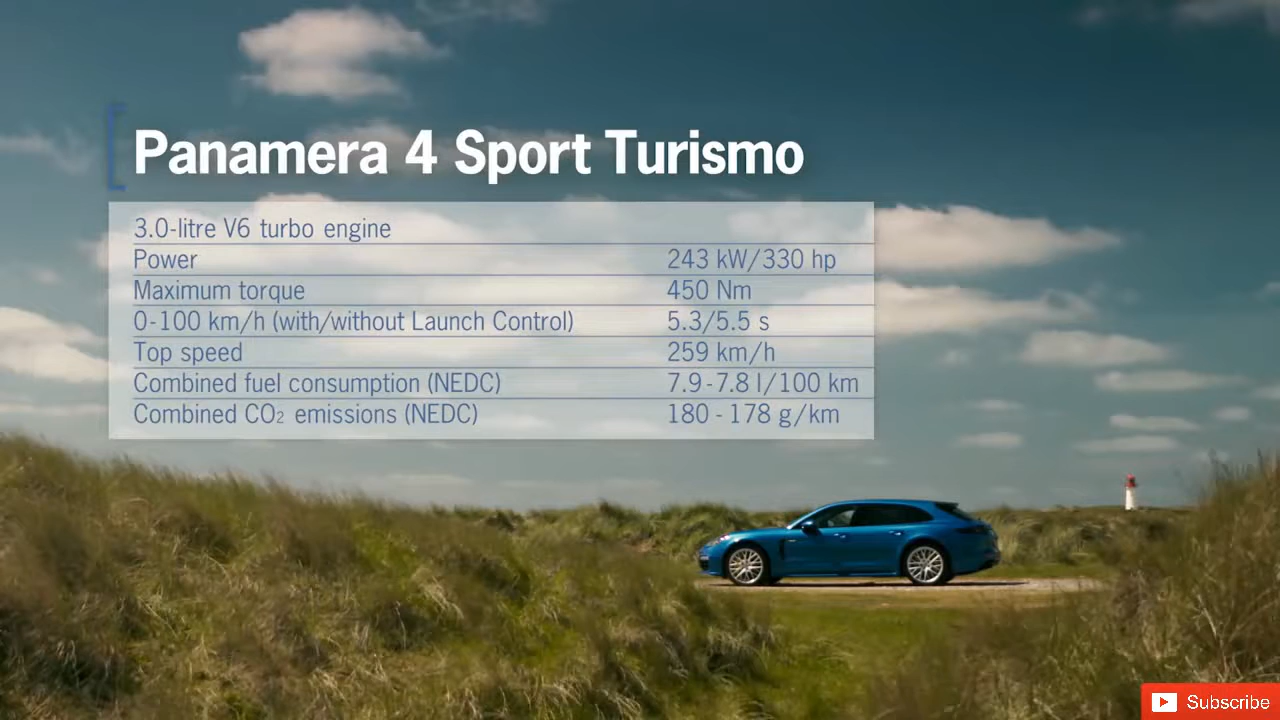 Panamera 4 Sport Turismo
3.0-litre V6 turbo engine
Power 243 kW/330 hp
Maximum torque 450 Nm
0-100 km/h (with/without Launch Control) 5.3/5.5 s
Top speed 259 km/h
Combined fuel consumption (NEDC) 7.9-7.8 l/100 km
Combined CO₂ emissions (NEDC) 180 - 178 g/km
Subscribe